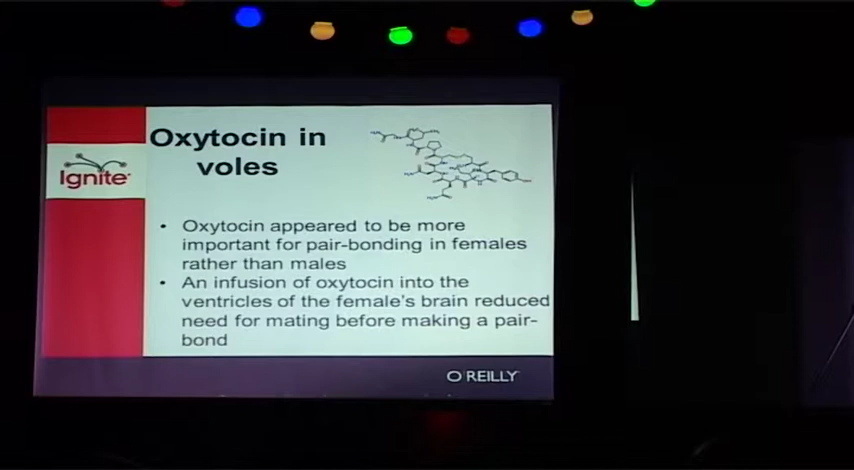 Oxytocin in
voles
Ignite
• Oxytocin appeared to be more
important for pair-bonding in females
rather than males
• An infusion of oxytocin into the
ventricles of the female's brain reduced
need for mating before making a pair-
bond
O'REILLY